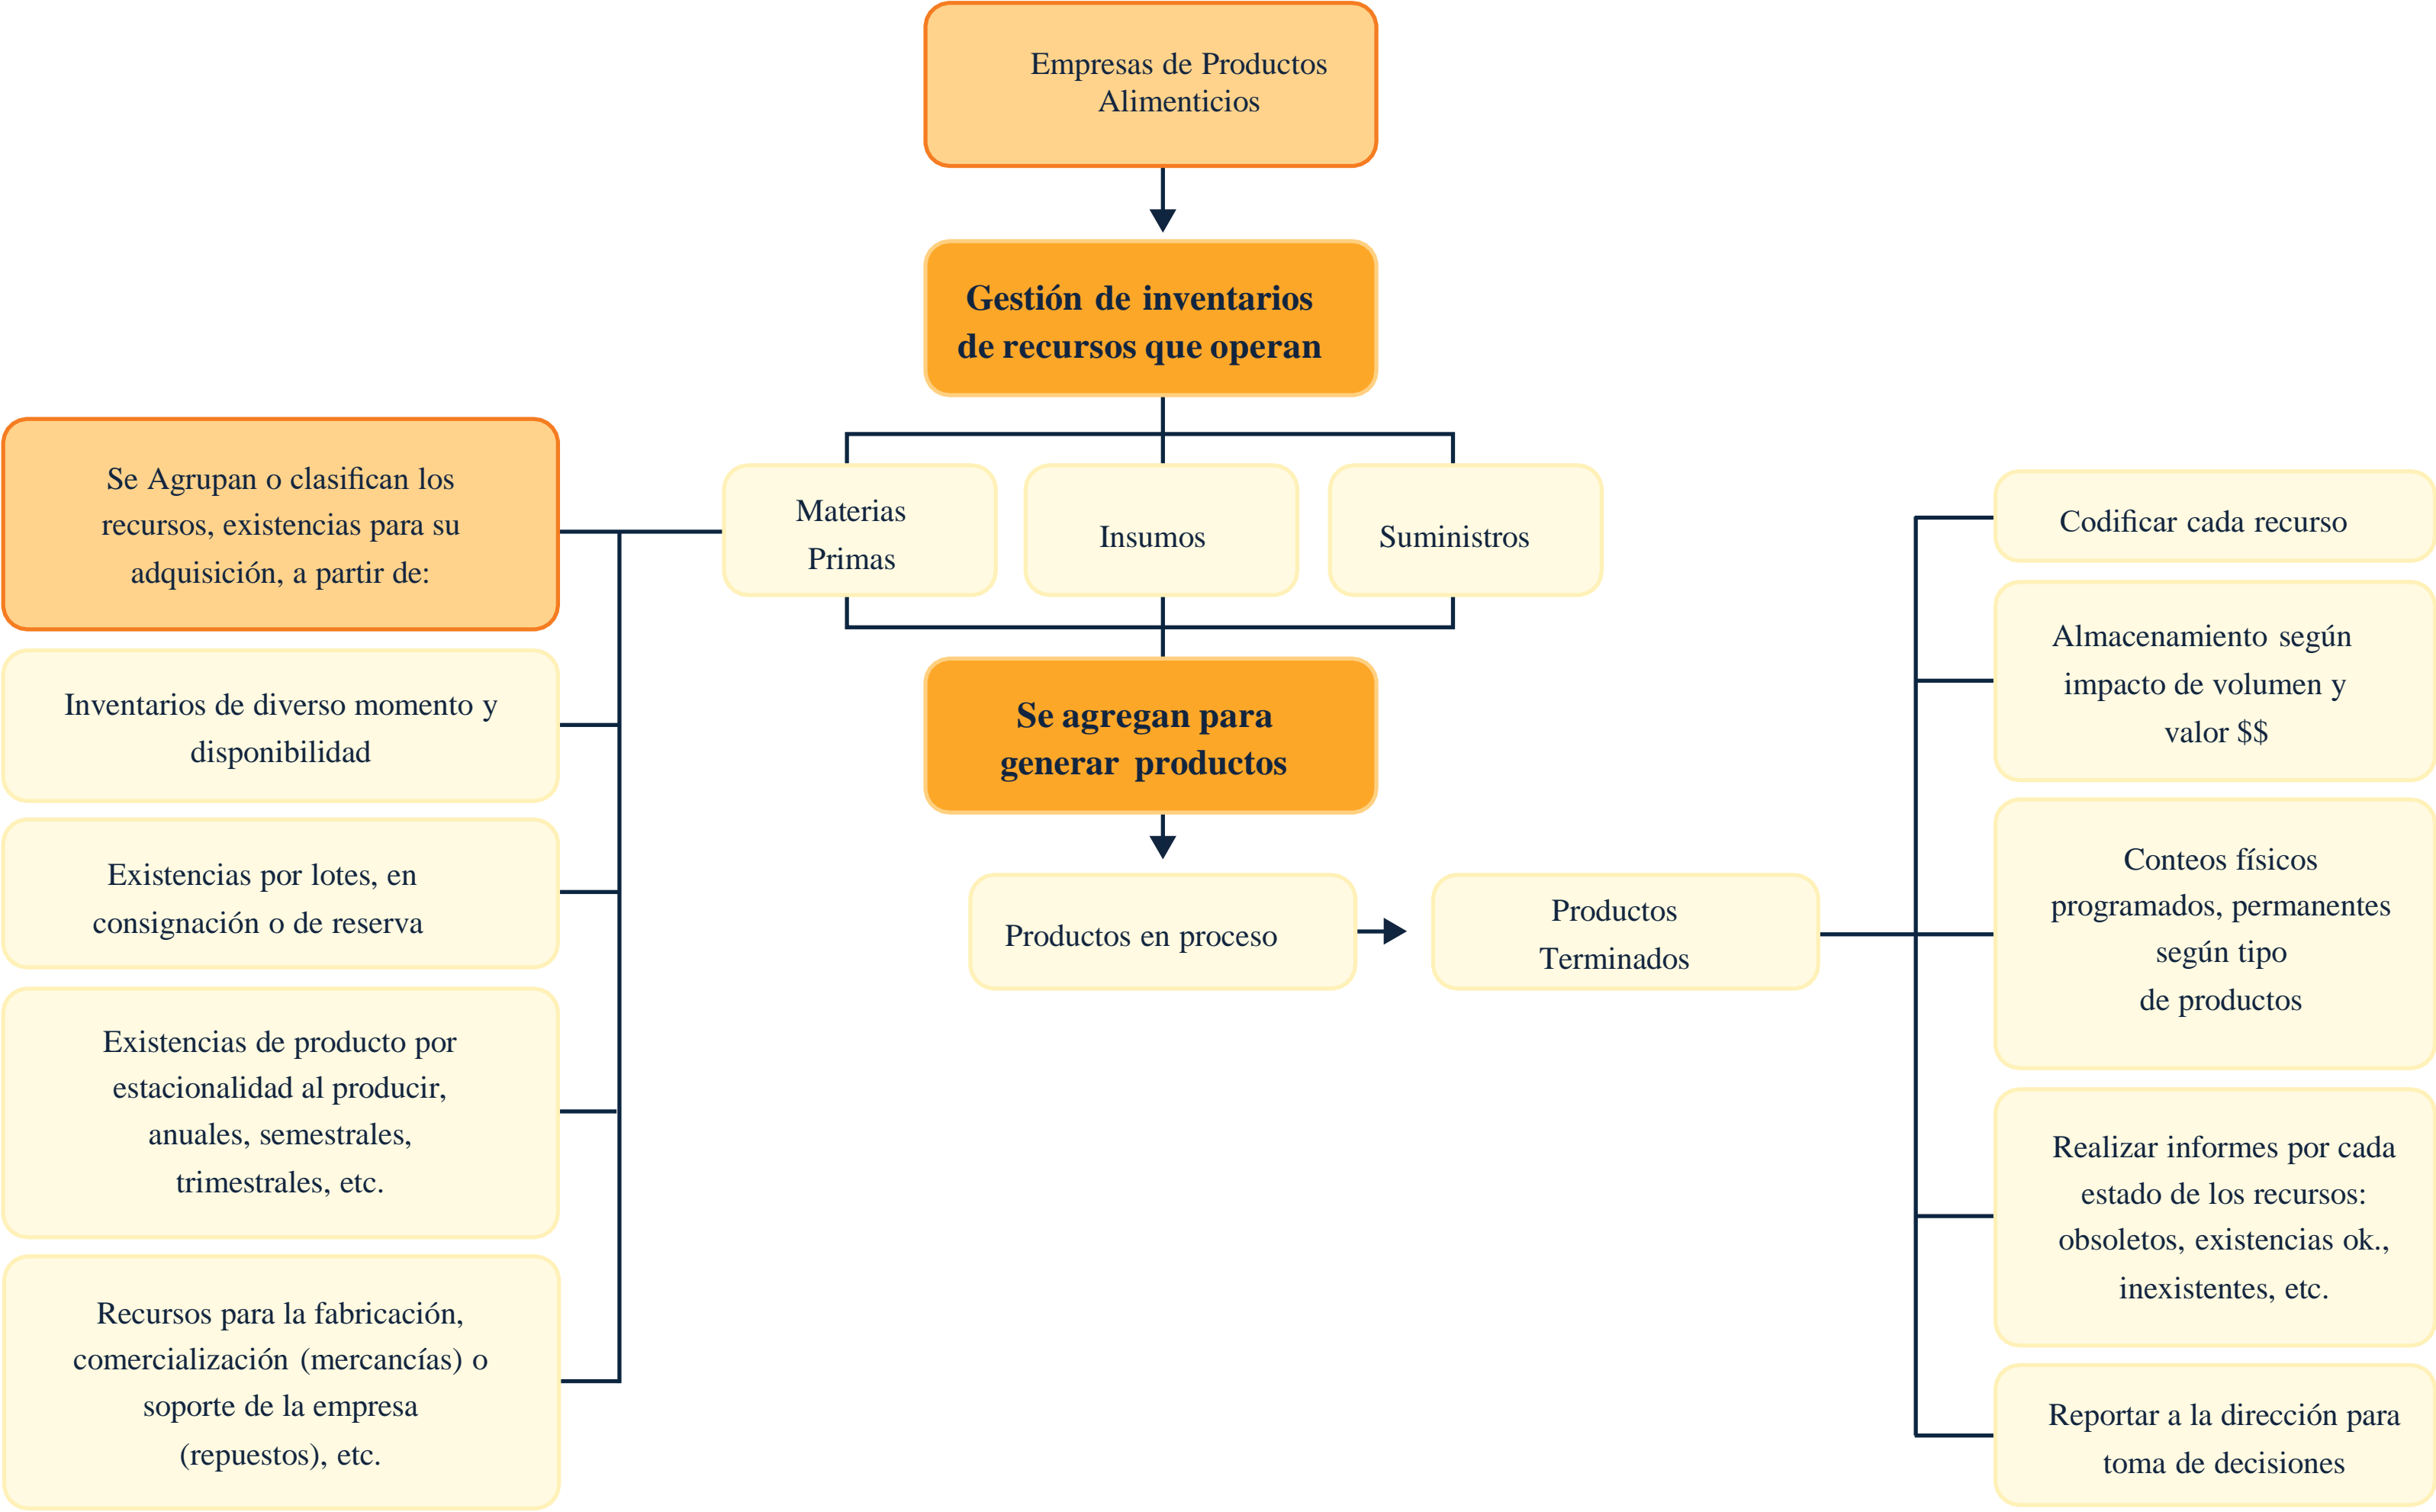 Empresas de Productos
Alimenticios
Gestión de inventarios
de recursos que operan
Se Agrupan o clasifican los
recursos, existencias para su
adquisición, a partir de:
Inventarios de diverso momento y
disponibilidad
Existencias por lotes, en
consignación o de reserva
Existencias de producto por
estacionalidad al producir,
anuales, semestrales,
trimestrales, etc.
Recursos para la fabricación,
comercialización (mercancías) o
soporte de la empresa
(repuestos), etc.
Materias
Primas
Insumos
Suministros
Se agregan para
generar productos
Productos en proceso
Productos
Terminados
Codificar cada recurso
Almacenamiento según
impacto de volumen y
valor $$
Conteos físicos
programados, permanentes
según tipo
de productos
Realizar informes por cada
estado de los recursos:
obsoletos, existencias ok.,
inexistentes, etc.
Reportar a la dirección para
toma de decisiones